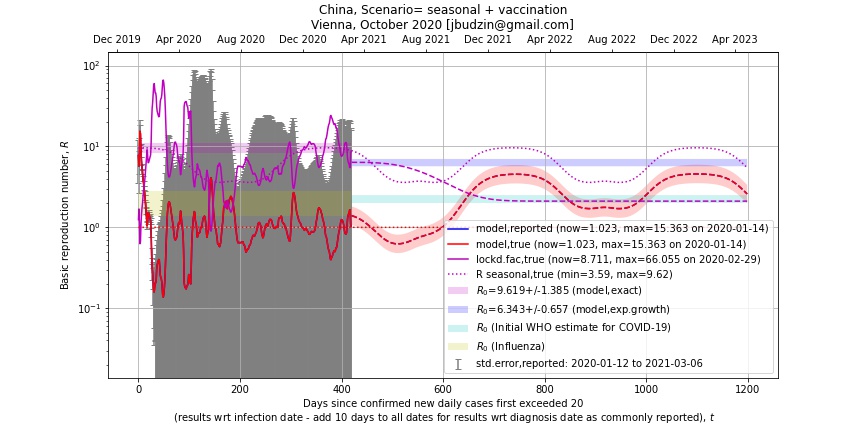 China, Scenario= seasonal + vaccination
Vienna, October 2020 [jbudzin@gmail.com]
Dec 2019 Apr 2020 Aug 2020 Dec 2020 Apr 2021 Aug 2021 Dec 2021 Apr 2022 Aug 2022 Dec 2022 Apr 2023
10²
10¹
10⁰
10⁻¹
Basic reproduction number, R
model,reported (now=1.023, max=15.363 on 2020-01-14)
model,true (now=1.023, max=15.363 on 2020-01-14)
lockd.fac,true (now=8.711, max=66.055 on 2020-02-29)
R seasonal,true (min=3.59, max=9.62)
R₀=9.619+/-1.385 (model,exact)
R₀=6.343+/-0.657 (model,exp.growth)
R₀ (Initial WHO estimate for COVID-19)
R₀ (Influenza)
std.error,reported: 2020-01-12 to 2021-03-06
0 200 400 600 800 1000 1200
Days since confirmed new daily cases first exceeded 20
(results wrt infection date - add 10 days to all dates for results wrt diagnosis date as commonly reported), t